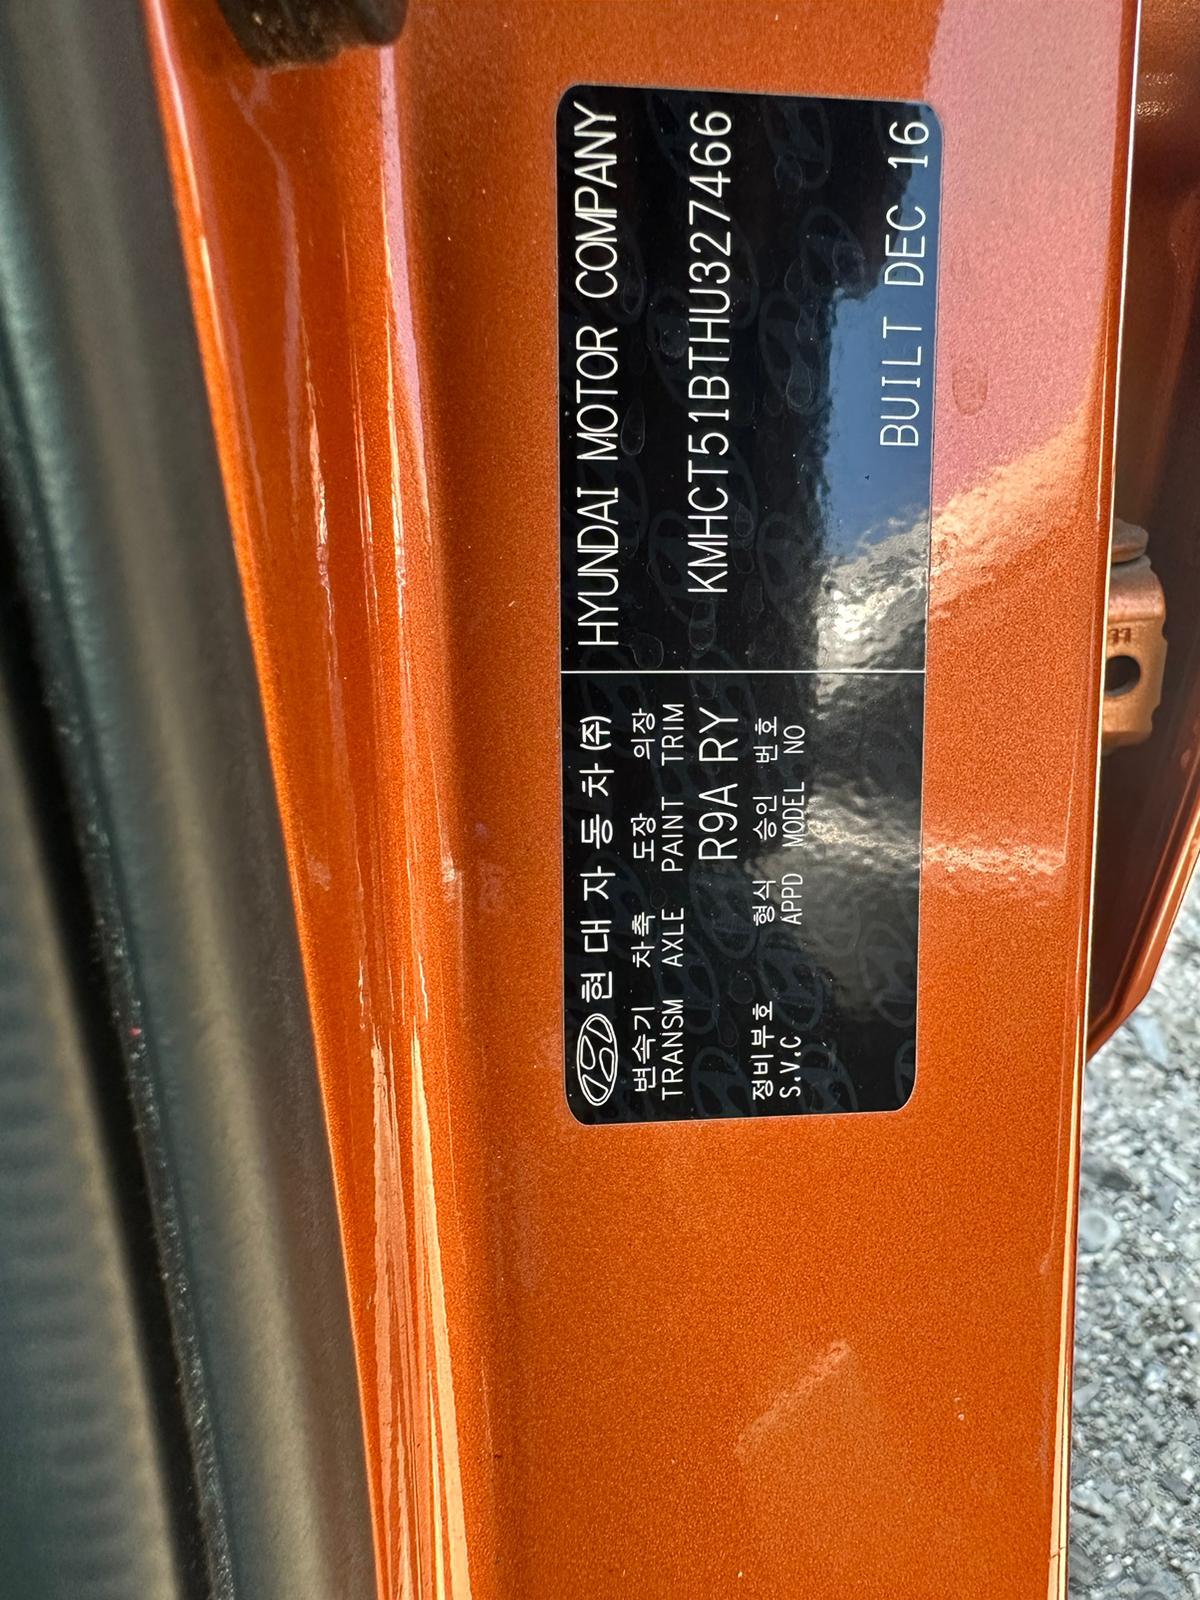 현대자동차(주)
변속기 차축 도장 의장
TRANSM AXLE PAINT TRIM
R9A RY
정비부호 형식 승인 번호
S.V.C APPD MODEL NO
HYUNDAI MOTOR COMPANY
KMHCT51BTHU327466
BUILT DEC 16